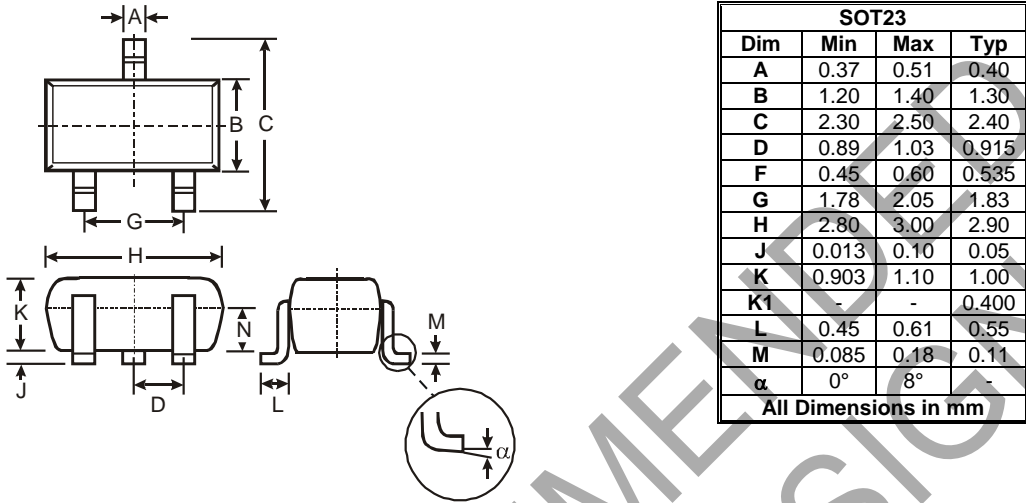 A
B
C
G
H
K
J
N
D
L
M
α
SOT23
Dim Min Max Typ
A 0.37 0.51 0.40
B 1.20 1.40 1.30
C 2.30 2.50 2.40
D 0.89 1.03 0.915
F 0.45 0.60 0.535
G 1.78 2.05 1.83
H 2.80 3.00 2.90
J 0.013 0.10 0.05
K 0.903 1.10 1.00
K1 - - 0.400
L 0.45 0.61 0.55
M 0.085 0.18 0.11
α 0° 8° -
All Dimensions in mm